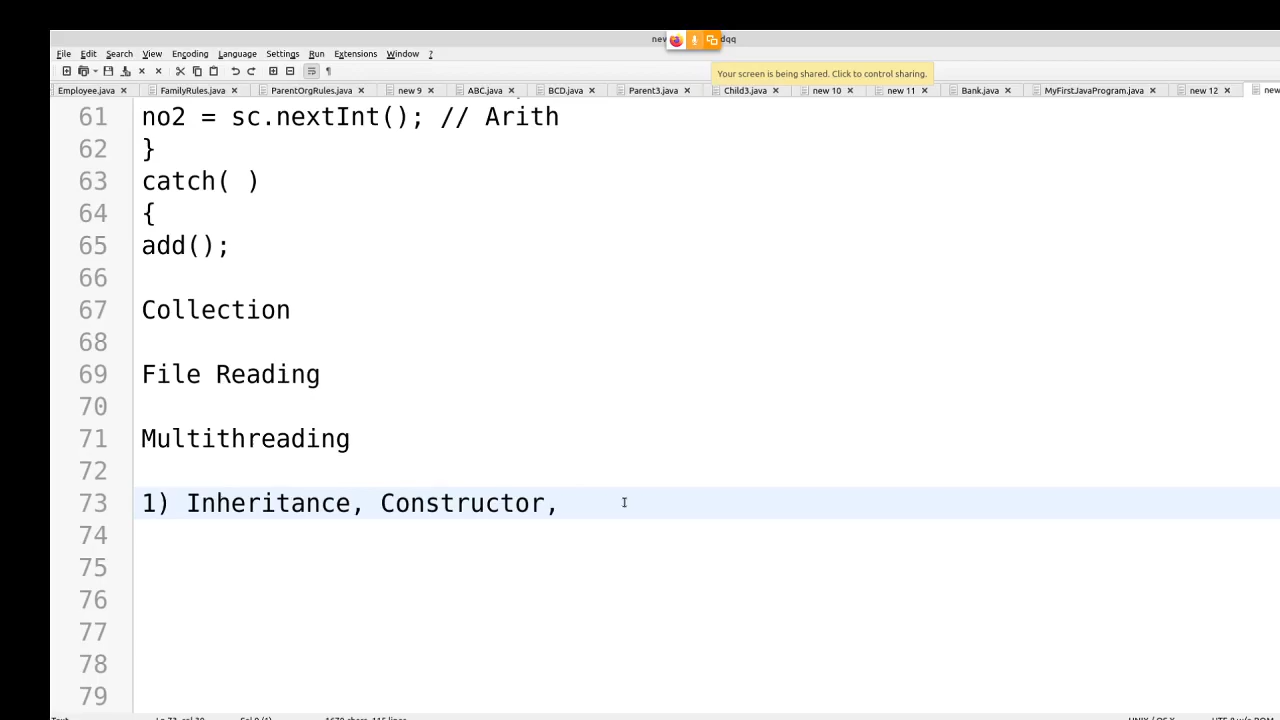 File Edit Search View Encoding Language Settings Run Extensions Window ?
Your screen is being shared. Click to control sharing.
Employee.java FamilyRules.java ParentOrgRules.java new 9 ABC.java BCD.java Parent3.java Child3.java new 10 new 11 Bank.java MyFirstJavaProgram.java new 12 new
61 no2 = sc.nextInt(); // Arith
62 }
63 catch( )
64 {
65 add();
66
67 Collection
68
69 File Reading
70
71 Multithreading
72
73 1) Inheritance, Constructor,
74
75
76
77
78
79